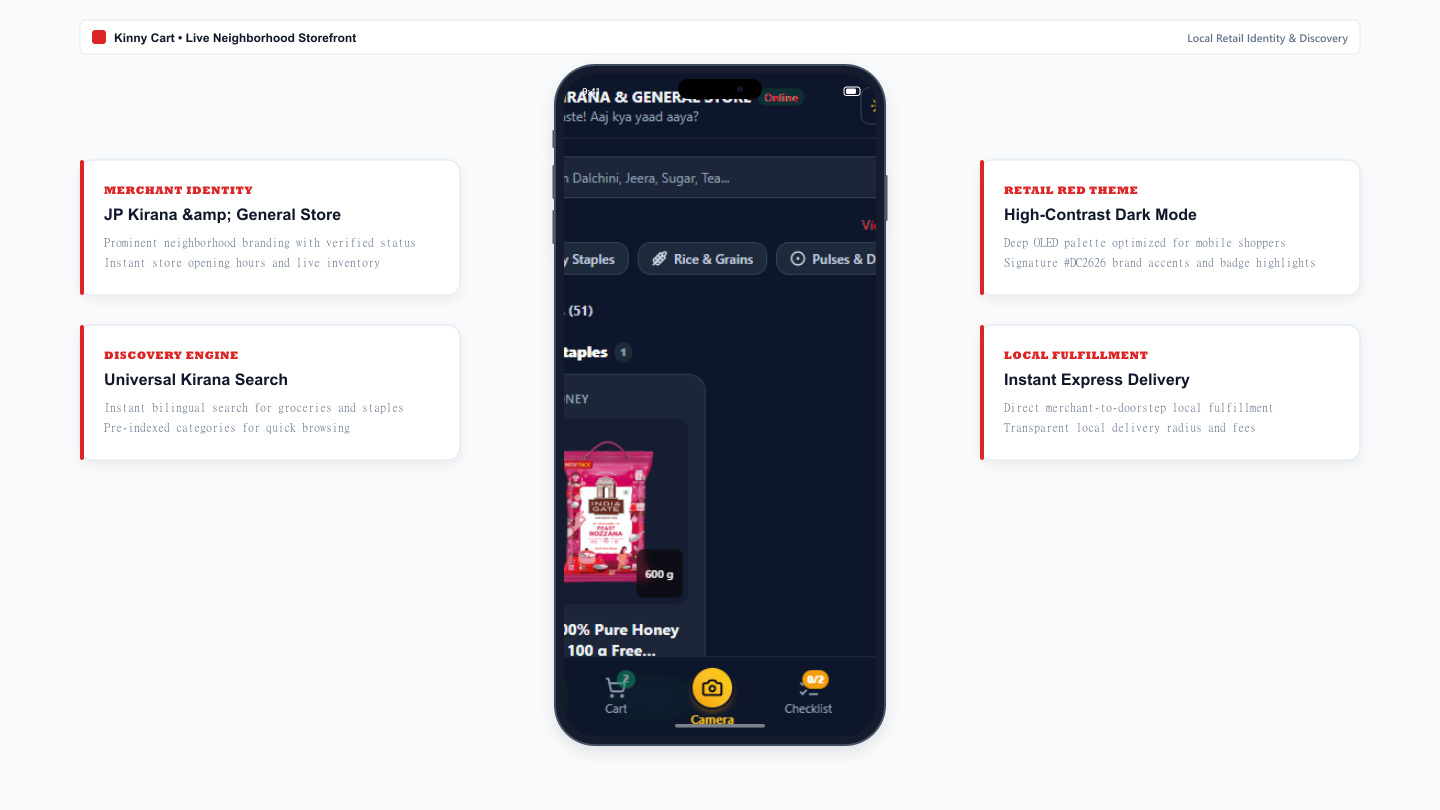 Kinny Cart • Live Neighborhood Storefront
Local Retail Identity & Discovery
MERCHANT IDENTITY
JP Kirana &amp; General Store
Prominent neighborhood branding with verified status
Instant store opening hours and live inventory
DISCOVERY ENGINE
Universal Kirana Search
Instant bilingual search for groceries and staples
Pre-indexed categories for quick browsing
9:41
IRANA & GENERAL STORE
Online
aste! Aaj kya yaad aaya?
h Dalchini, Jeera, Sugar, Tea...
Vie
y Staples
Rice & Grains
Pulses & D
(51)
taples 1
ONEY
NEW PACK
INDIA
GATE
FEAST
ROZZANA
600 g
00% Pure Honey
100 g Free...
2
0/2
Cart
Camera
Checklist
RETAIL RED THEME
High-Contrast Dark Mode
Deep OLED palette optimized for mobile shoppers
Signature #DC2626 brand accents and badge highlights
LOCAL FULFILLMENT
Instant Express Delivery
Direct merchant-to-doorstep local fulfillment
Transparent local delivery radius and fees